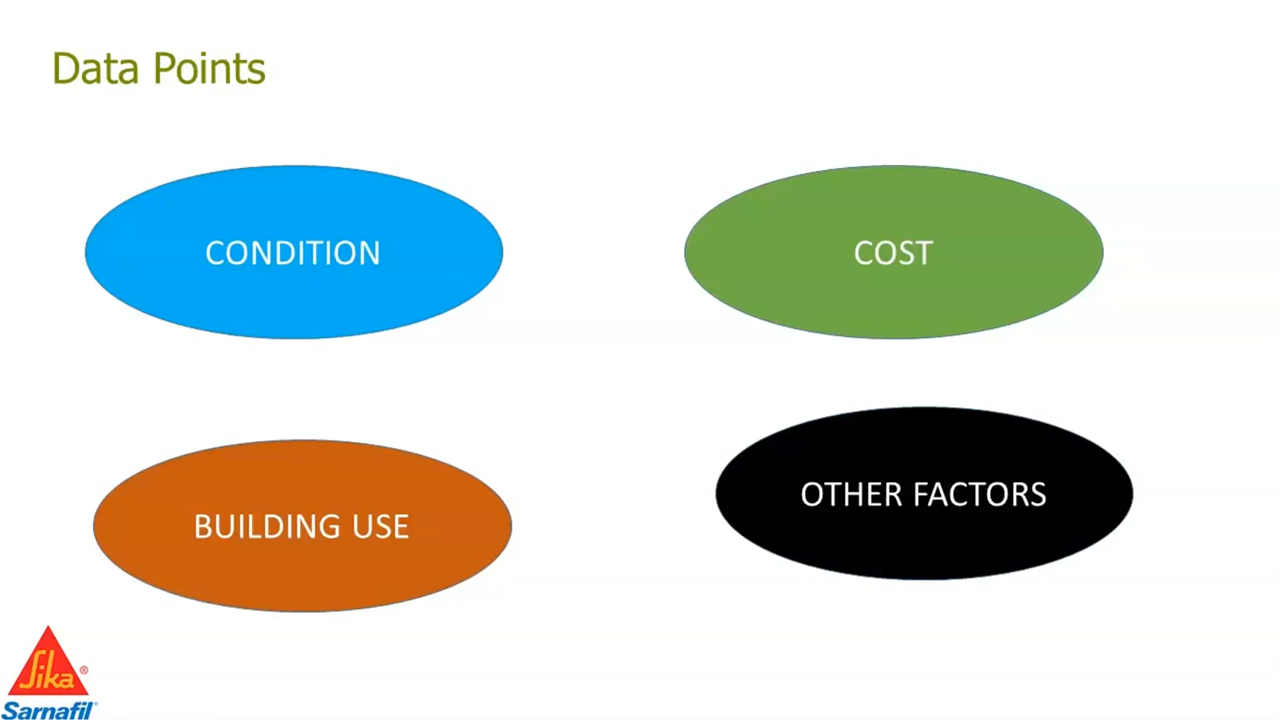 Data Points
CONDITION
COST
BUILDING USE
OTHER FACTORS
Sika®
Sarnafil